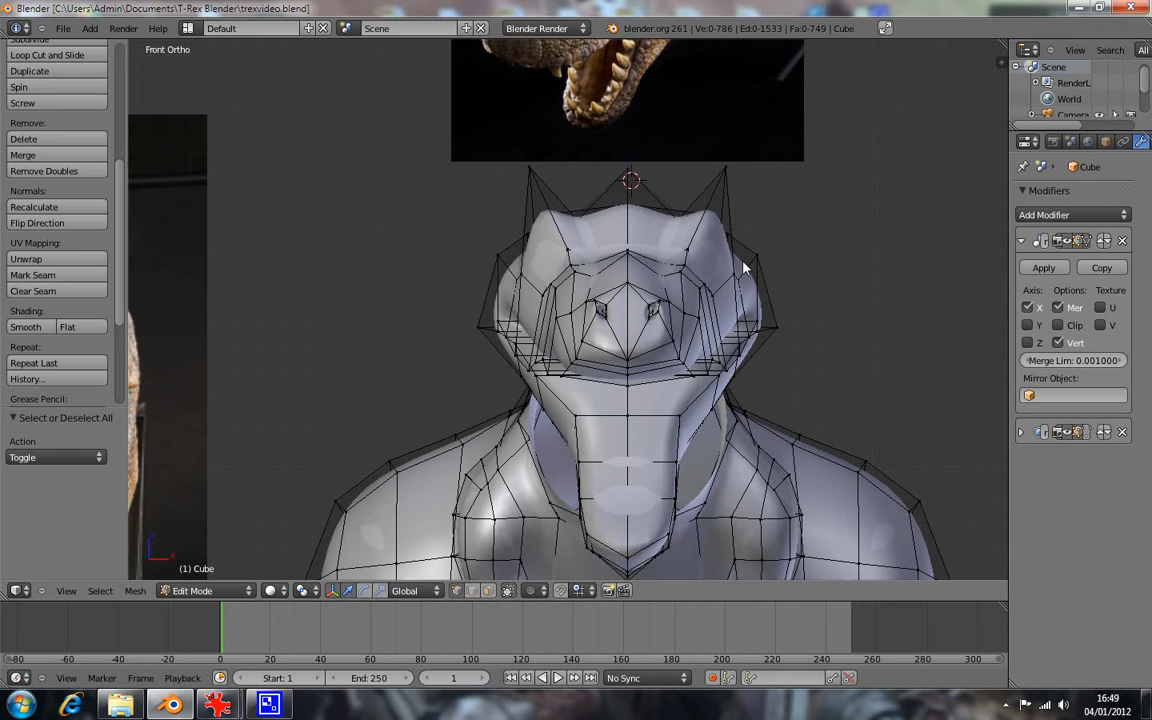 Blender [C:\Users\Admin\Documents\T-Rex Blender\trexvideo.blend]
File Add Render Help
Default
Scene
Blender Render
blender.org 261 | Ve:0-786 | Ed:0-1533 | Fa:0-749 | Cube
Front Ortho
Loop Cut and Slide
Duplicate
Spin
Screw
Remove:
Delete
Merge
Remove Doubles
Normals:
Recalculate
Flip Direction
UV Mapping:
Unwrap
Mark Seam
Clear Seam
Shading:
Smooth Flat
Repeat:
Repeat Last
History...
Grease Pencil:
Select or Deselect All
Action
Toggle
(1) Cube
View Search All
Scene
RenderL
World
Camera
Cube
Modifiers
Add Modifier
Apply Copy
Axis: Options: Texture
X Mer U
Y Clip V
Z Vert
Merge Lim: 0.001000
Mirror Object:
View Select Mesh
Edit Mode
Global
-80 -60 -40 -20 0 20 40 60 80 100 120 140 160 180 200 220 240 260 280 300
View Marker Frame Playback
Start: 1
End: 250
1
No Sync
16:49
04/01/2012